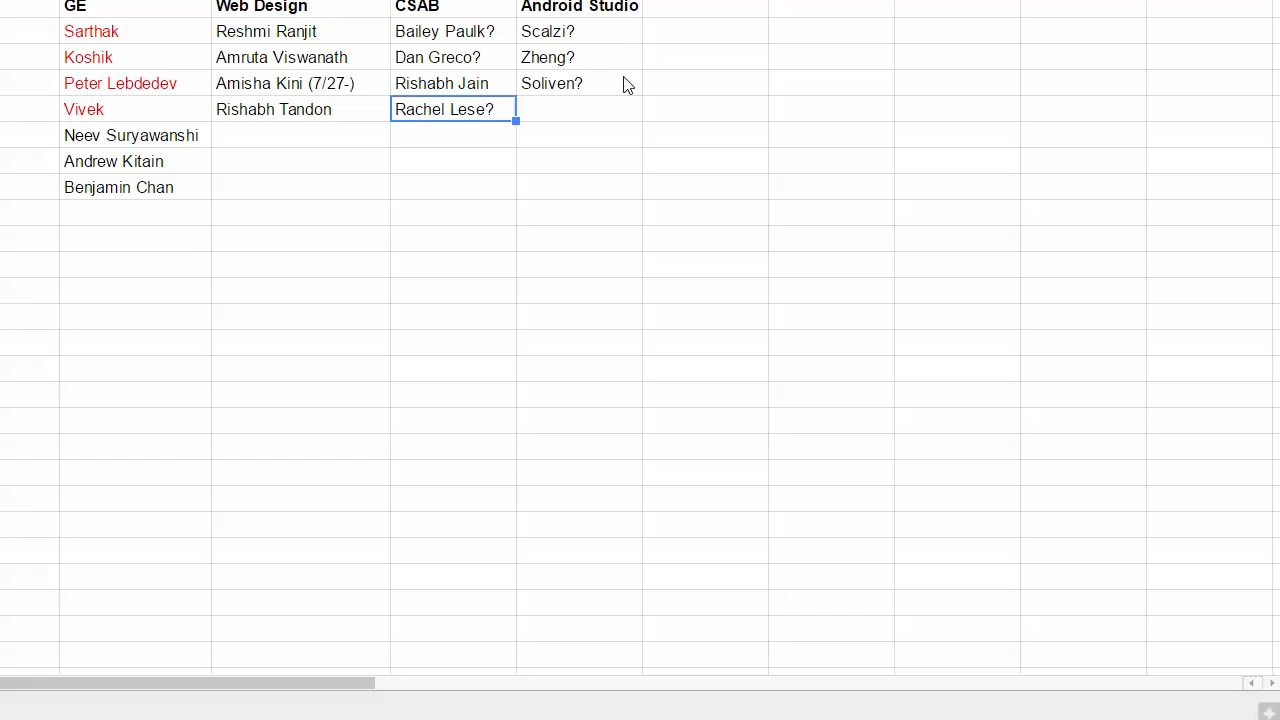 GE Web Design CSAB Android Studio
Sarthak Reshmi Ranjit Bailey Paulk? Scalzi?
Koshik Amruta Viswanath Dan Greco? Zheng?
Peter Lebdedev Amisha Kini (7/27-) Rishabh Jain Soliven?
Vivek Rishabh Tandon Rachel Lese?
Neev Suryawanshi
Andrew Kitain
Benjamin Chan